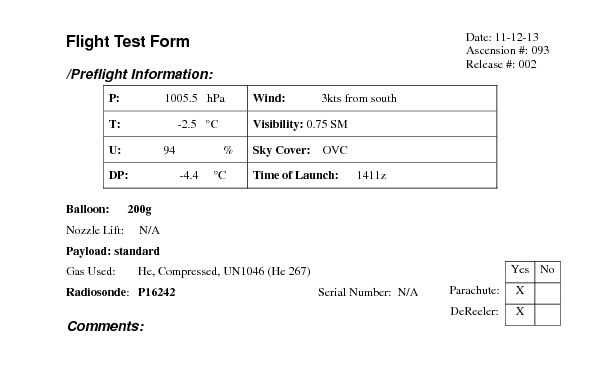 Flight Test Form
Date: 11-12-13
Ascension #: 093
Release #: 002
/Preflight Information:
P: 1005.5 hPa Wind: 3kts from south
T: -2.5 °C Visibility: 0.75 SM
U: 94 % Sky Cover: OVC
DP: -4.4 °C Time of Launch: 1411z
Balloon: 200g
Nozzle Lift: N/A
Payload: standard
Gas Used: He, Compressed, UN1046 (He 267) Yes No
Radiosonde: P16242 Serial Number: N/A Parachute: X
DeReeler: X
Comments: